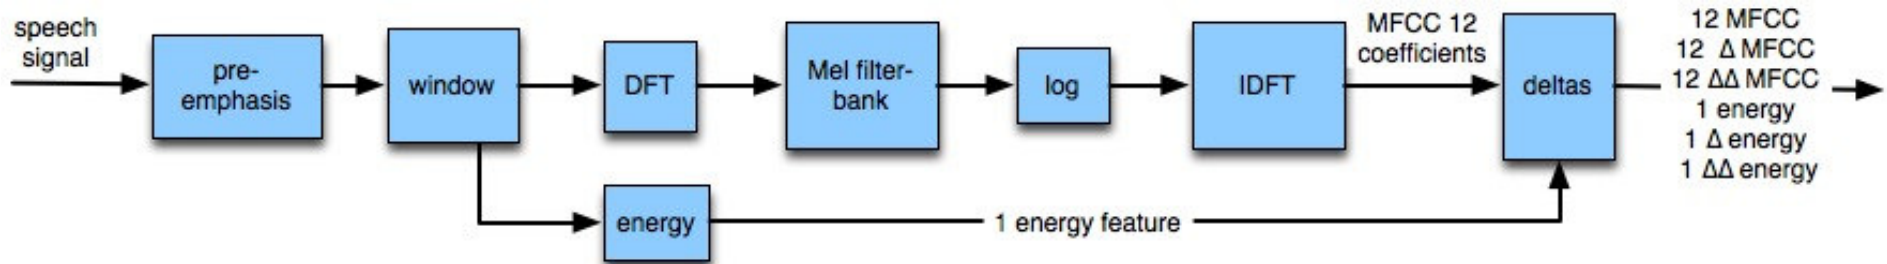 speech
signal
pre-
emphasis
window
DFT
Mel filter-
bank
log
IDFT
MFCC 12
coefficients
deltas
12 MFCC
12 Δ MFCC
12 ΔΔ MFCC
1 energy
1 Δ energy
1 ΔΔ energy
energy
1 energy feature